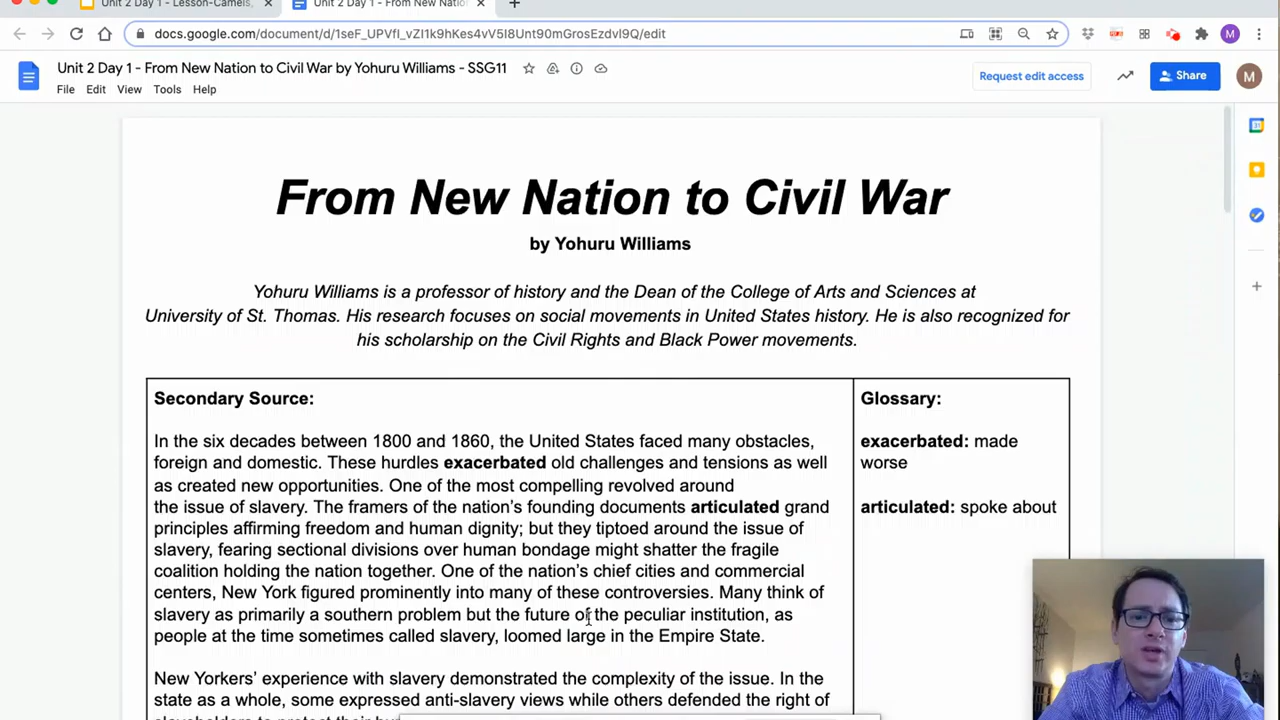 Unit 2 Day 1 - Lesson-Camels,
Unit 2 Day 1 - From New Natio
docs.google.com/document/d/1seF_UPVfI_vZI1k9hKes4vV5I8Unt90mGrosEzdvI9Q/edit
M
Unit 2 Day 1 - From New Nation to Civil War by Yohuru Williams - SSG11
File Edit View Tools Help
Request edit access
Share
M
From New Nation to Civil War
by Yohuru Williams
Yohuru Williams is a professor of history and the Dean of the College of Arts and Sciences at
University of St. Thomas. His research focuses on social movements in United States history. He is also recognized for
his scholarship on the Civil Rights and Black Power movements.
Secondary Source:
In the six decades between 1800 and 1860, the United States faced many obstacles,
foreign and domestic. These hurdles exacerbated old challenges and tensions as well
as created new opportunities. One of the most compelling revolved around
the issue of slavery. The framers of the nation's founding documents articulated grand
principles affirming freedom and human dignity; but they tiptoed around the issue of
slavery, fearing sectional divisions over human bondage might shatter the fragile
coalition holding the nation together. One of the nation's chief cities and commercial
centers, New York figured prominently into many of these controversies. Many think of
slavery as primarily a southern problem but the future of the peculiar institution, as
people at the time sometimes called slavery, loomed large in the Empire State.
New Yorkers' experience with slavery demonstrated the complexity of the issue. In the
state as a whole, some expressed anti-slavery views while others defended the right of
slaveholders to protect their
Glossary:
exacerbated: made
worse
articulated: spoke about